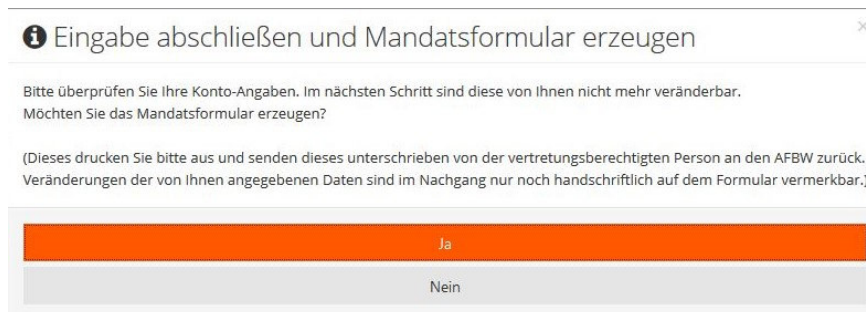 Eingabe abschließen und Mandatsformular erzeugen
Bitte überprüfen Sie Ihre Konto-Angaben. Im nächsten Schritt sind diese von Ihnen nicht mehr veränderbar.
Möchten Sie das Mandatsformular erzeugen?
(Dieses drucken Sie bitte aus und senden dieses unterschrieben von der vertretungsberechtigten Person an den AFBW zurück.
Veränderungen der von Ihnen angegebenen Daten sind im Nachgang nur noch handschriftlich auf dem Formular vermerkbar.)
Ja
Nein